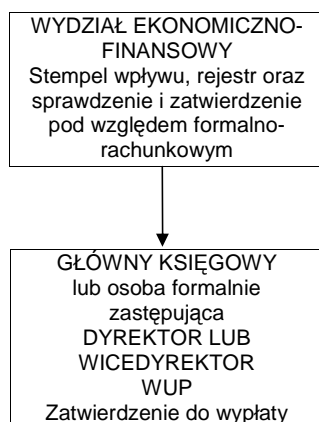 WYDZIAŁ EKONOMICZNO-
FINANSOWY
Stempel wpływu, rejestr oraz
sprawdzenie i zatwierdzenie
pod względem formalno-
rachunkowym
GŁÓWNY KSIĘGOWY
lub osoba formalnie
zastępująca
DYREKTOR LUB
WICEDYREKTOR
WUP
Zatwierdzenie do wypłaty